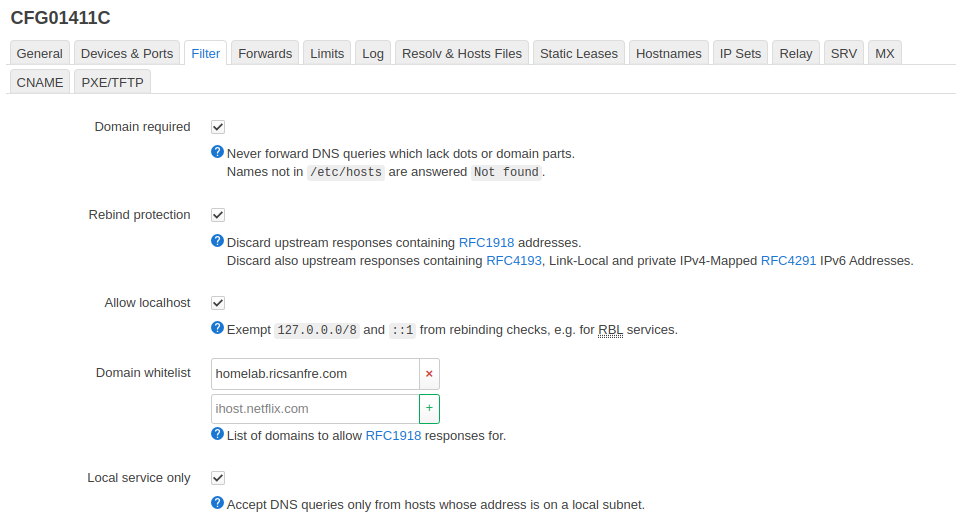 CFG01411C
General Devices & Ports Filter Forwards Limits Log Resolv & Hosts Files Static Leases Hostnames IP Sets Relay SRV MX
CNAME PXE/TFTP
Domain required
Never forward DNS queries which lack dots or domain parts.
Names not in /etc/hosts are answered Not found.
Rebind protection
Discard upstream responses containing RFC1918 addresses.
Discard also upstream responses containing RFC4193, Link-Local and private IPv4-Mapped RFC4291 IPv6 Addresses.
Allow localhost
Exempt 127.0.0.0/8 and ::1 from rebinding checks, e.g. for RBL services.
Domain whitelist homelab.ricsanfre.com ×
ihost.netflix.com +
List of domains to allow RFC1918 responses for.
Local service only
Accept DNS queries only from hosts whose address is on a local subnet.